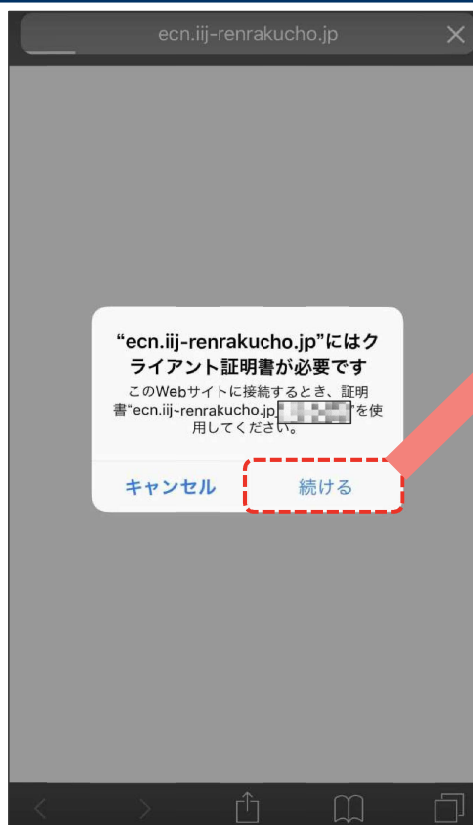 ecn.iij-renrakucho.jp
“ecn.iij-renrakucho.jp”にはク
ライアント証明書が必要です
このWebサイトに接続するとき、証明
書“ecn.iij-renrakucho.jp_ ”を使
用してください。
キャンセル 続ける